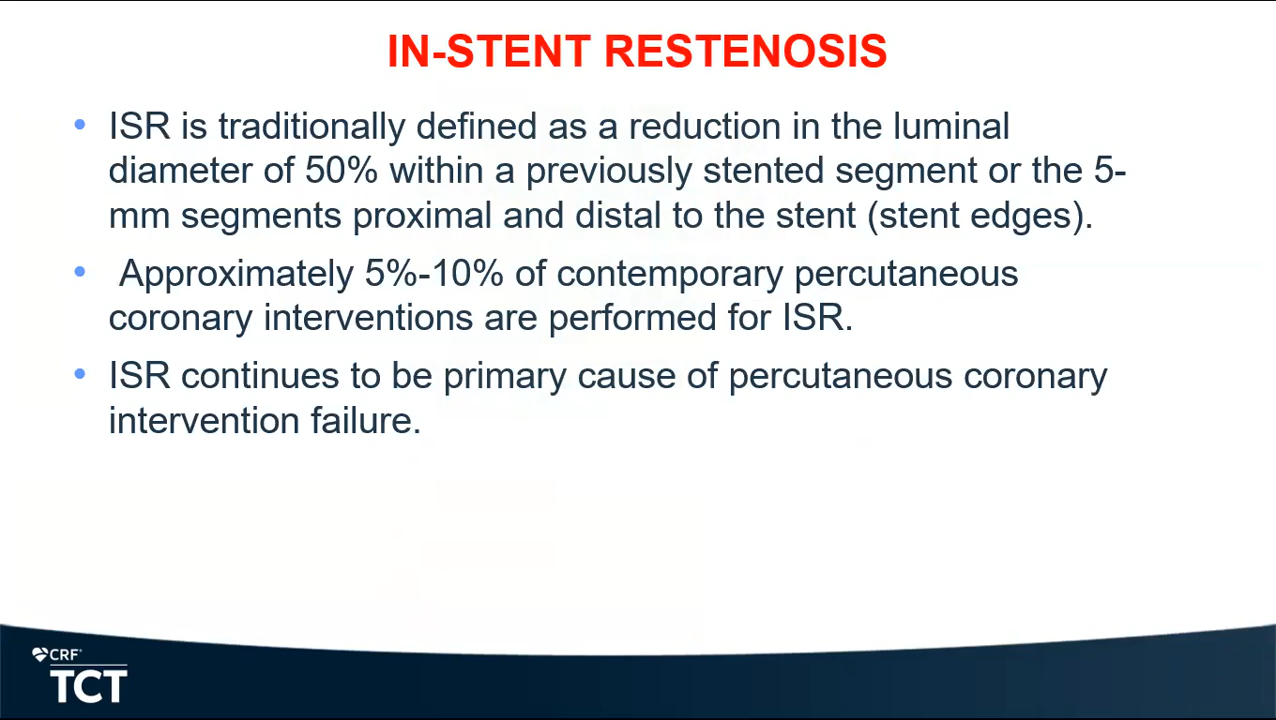 IN-STENT RESTENOSIS
• ISR is traditionally defined as a reduction in the luminal
diameter of 50% within a previously stented segment or the 5-
mm segments proximal and distal to the stent (stent edges).
• Approximately 5%-10% of contemporary percutaneous
coronary interventions are performed for ISR.
• ISR continues to be primary cause of percutaneous coronary
intervention failure.
CRF®
TCT